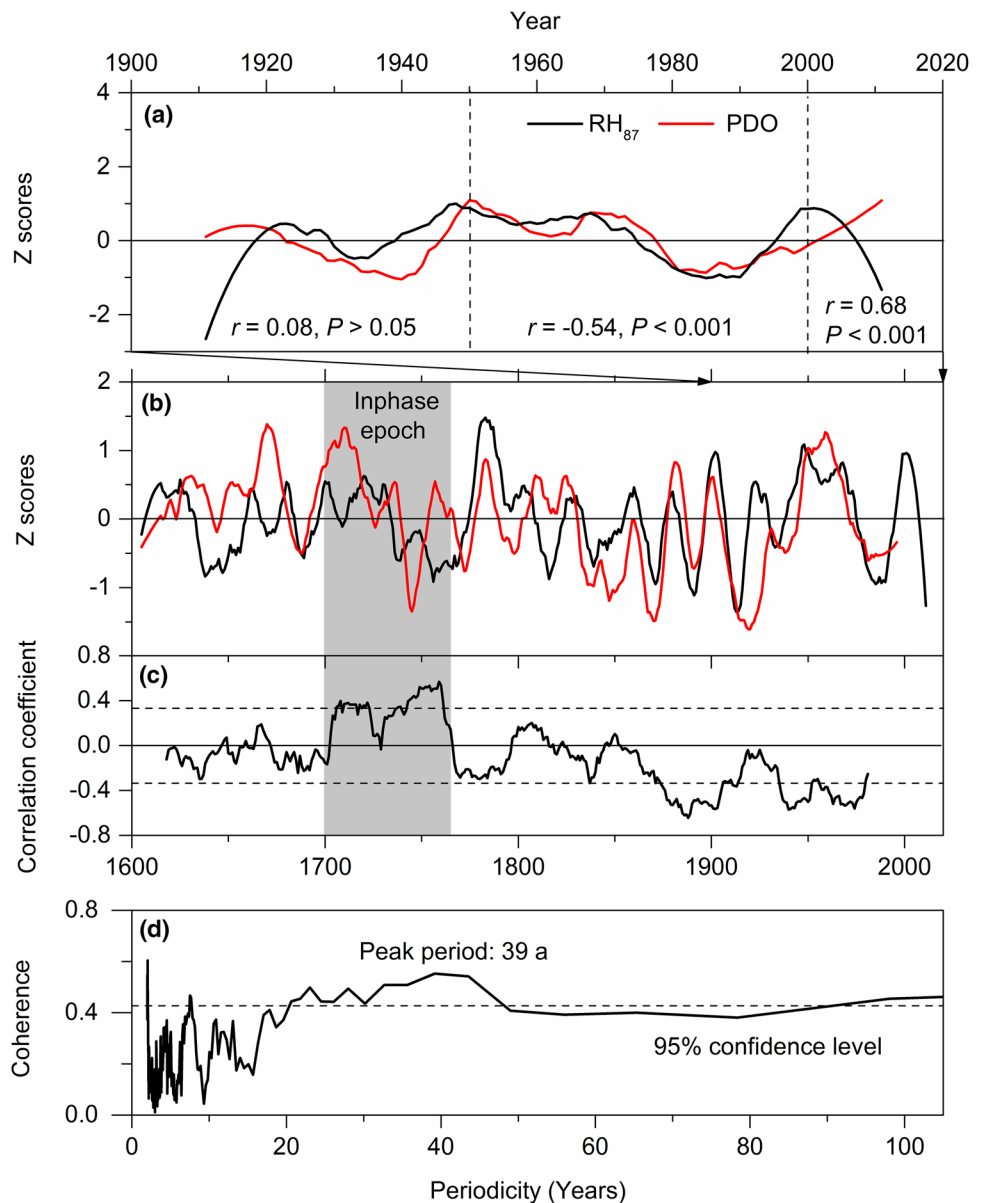 Year
1900 1920 1940 1960 1980 2000 2020
4
2
0
-2
Z scores
(a)
RH87 PDO
r = 0.08, P > 0.05
r = -0.54, P < 0.001
r = 0.68
P < 0.001
2
1
0
-1
Z scores
(b)
Inphase
epoch
0.8
0.4
0.0
-0.4
-0.8
Correlation coefficient
(c)
1600 1700 1800 1900 2000
0.8
0.4
0.0
Coherence
(d)
Peak period: 39 a
95% confidence level
0 20 40 60 80 100
Periodicity (Years)